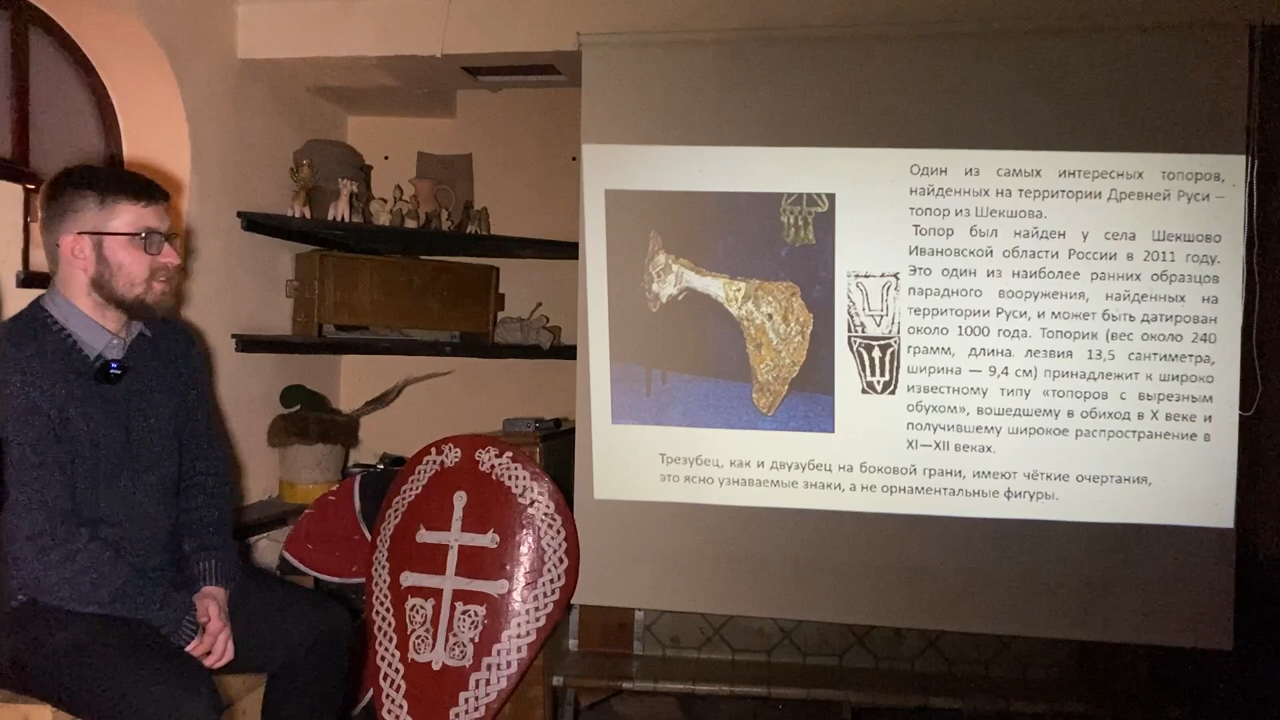 Один из самых интересных топоров,
найденных на территории Древней Руси –
топор из Шекшова.
Топор был найден у села Шекшово
Ивановской области России в 2011 году.
Это один из наиболее ранних образцов
парадного вооружения, найденных на
территории Руси, и может быть датирован
около 1000 года. Топорик (вес около 240
грамм, длина лезвия 13,5 сантиметра,
ширина — 9,4 см) принадлежит к широко
известному типу «топоров с вырезным
обухом», вошедшему в обиход в X веке и
получившему широкое распространение в
XI—XII веках.
Трезубец, как и двузубец на боковой грани, имеют чёткие очертания,
это ясно узнаваемые знаки, а не орнаментальные фигуры.